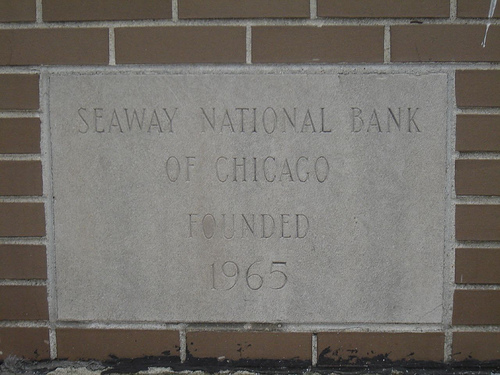 SEAWAY NATIONAL BANK
OF CHICAGO
FOUNDED
1965